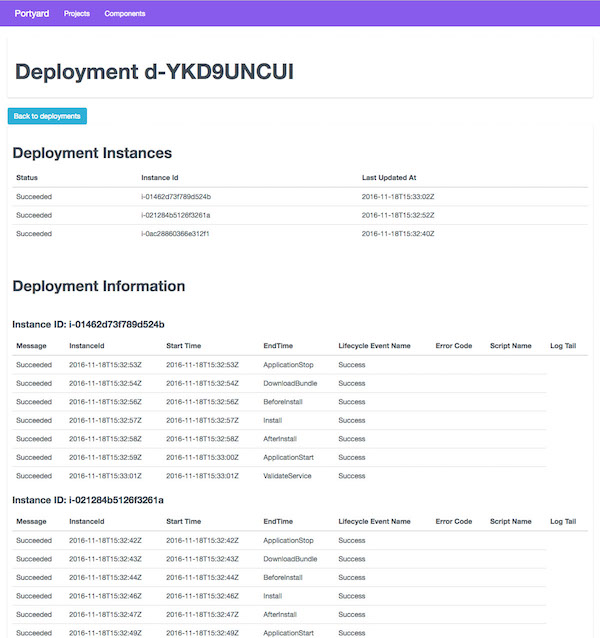 Portyard Projects Components
Deployment d-YKD9UNCUI
Back to deployments
Deployment Instances
Status Instance Id Last Updated At
Succeeded i-01462d73f789d524b 2016-11-18T15:33:02Z
Succeeded i-021284b5126f3261a 2016-11-18T15:32:52Z
Succeeded i-0ac28860366e312f1 2016-11-18T15:32:40Z
Deployment Information
Instance ID: i-01462d73f789d524b
Message InstanceId Start Time EndTime Lifecycle Event Name Error Code Script Name Log Tail
Succeeded 2016-11-18T15:32:53Z 2016-11-18T15:32:53Z ApplicationStop Success
Succeeded 2016-11-18T15:32:54Z 2016-11-18T15:32:54Z DownloadBundle Success
Succeeded 2016-11-18T15:32:56Z 2016-11-18T15:32:56Z BeforeInstall Success
Succeeded 2016-11-18T15:32:57Z 2016-11-18T15:32:57Z Install Success
Succeeded 2016-11-18T15:32:58Z 2016-11-18T15:32:58Z AfterInstall Success
Succeeded 2016-11-18T15:32:59Z 2016-11-18T15:33:00Z ApplicationStart Success
Succeeded 2016-11-18T15:33:01Z 2016-11-18T15:33:01Z ValidateService Success
Instance ID: i-021284b5126f3261a
Message InstanceId Start Time EndTime Lifecycle Event Name Error Code Script Name Log Tail
Succeeded 2016-11-18T15:32:42Z 2016-11-18T15:32:42Z ApplicationStop Success
Succeeded 2016-11-18T15:32:43Z 2016-11-18T15:32:43Z DownloadBundle Success
Succeeded 2016-11-18T15:32:44Z 2016-11-18T15:32:44Z BeforeInstall Success
Succeeded 2016-11-18T15:32:46Z 2016-11-18T15:32:46Z Install Success
Succeeded 2016-11-18T15:32:47Z 2016-11-18T15:32:47Z AfterInstall Success
Succeeded 2016-11-18T15:32:49Z 2016-11-18T15:32:49Z ApplicationStart Success